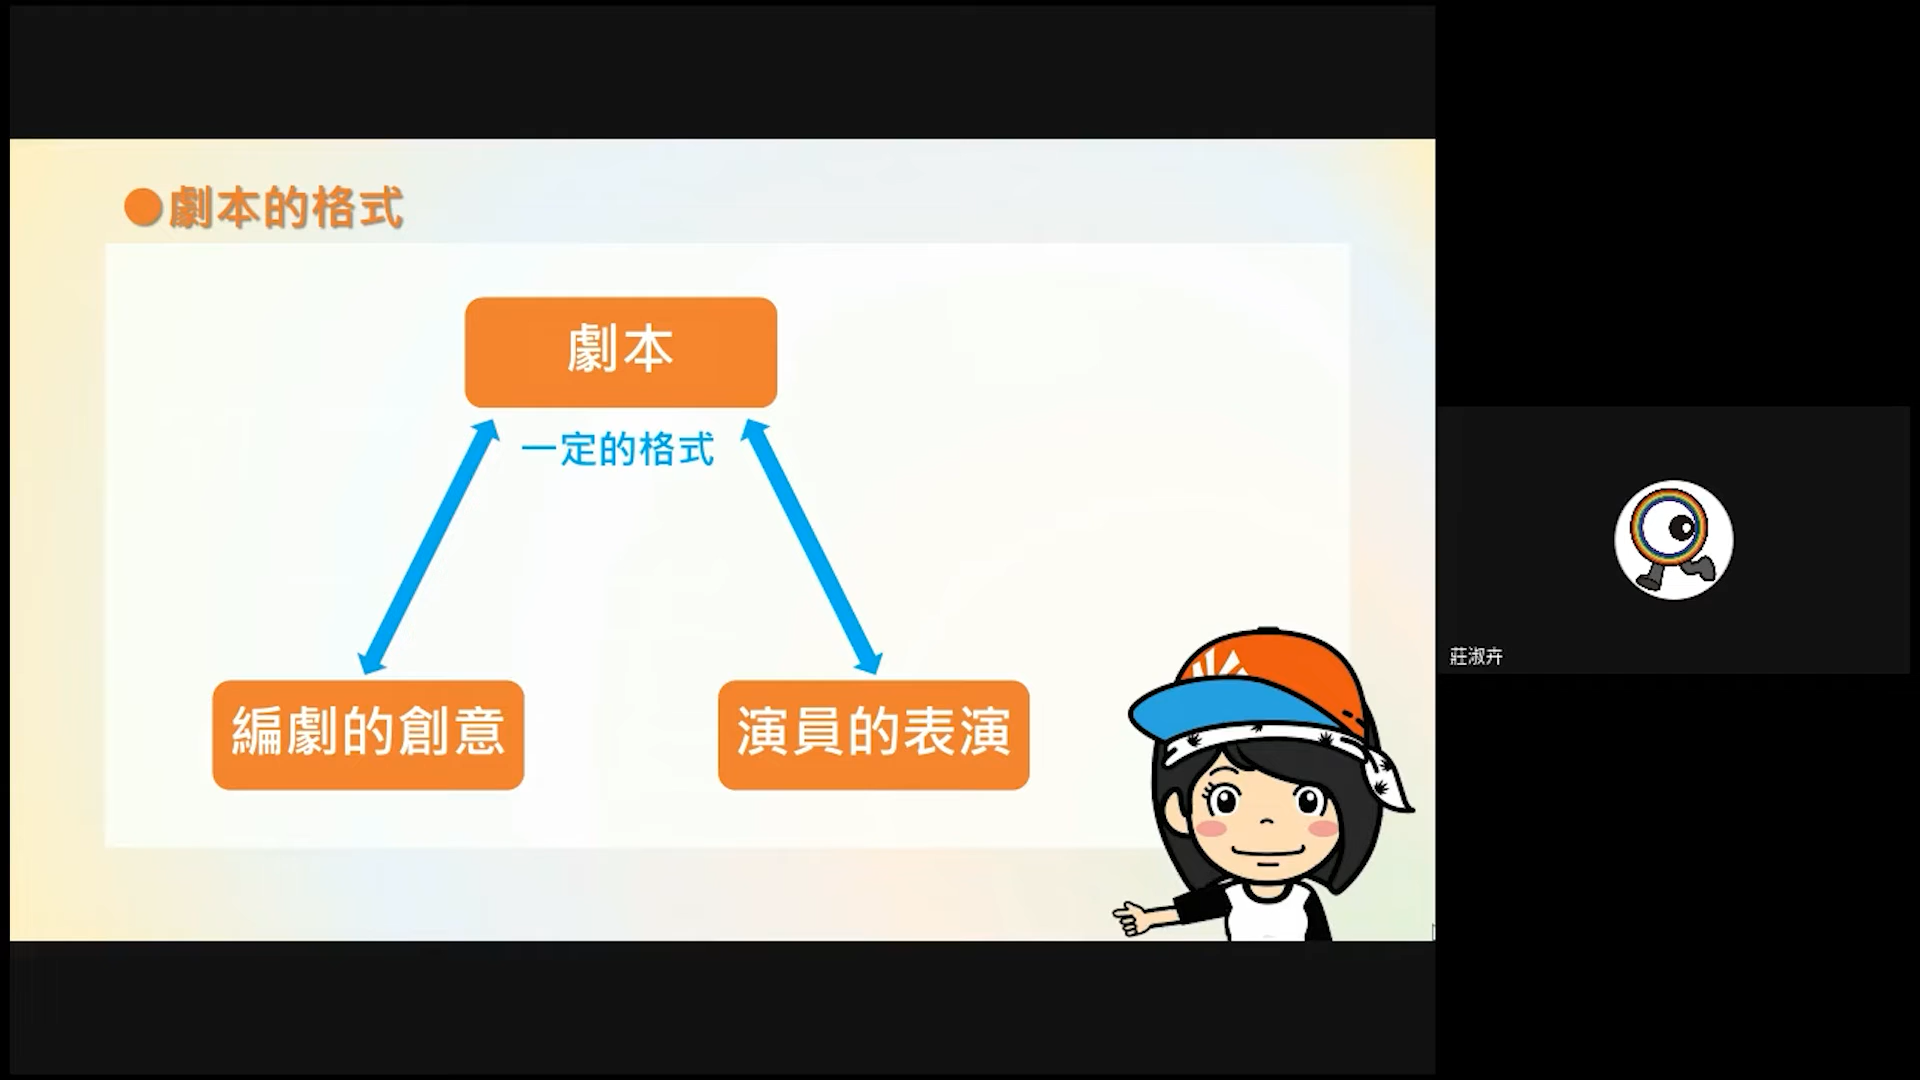 ●劇本的格式
劇本
一定的格式
編劇的創意
演員的表演
莊淑卉